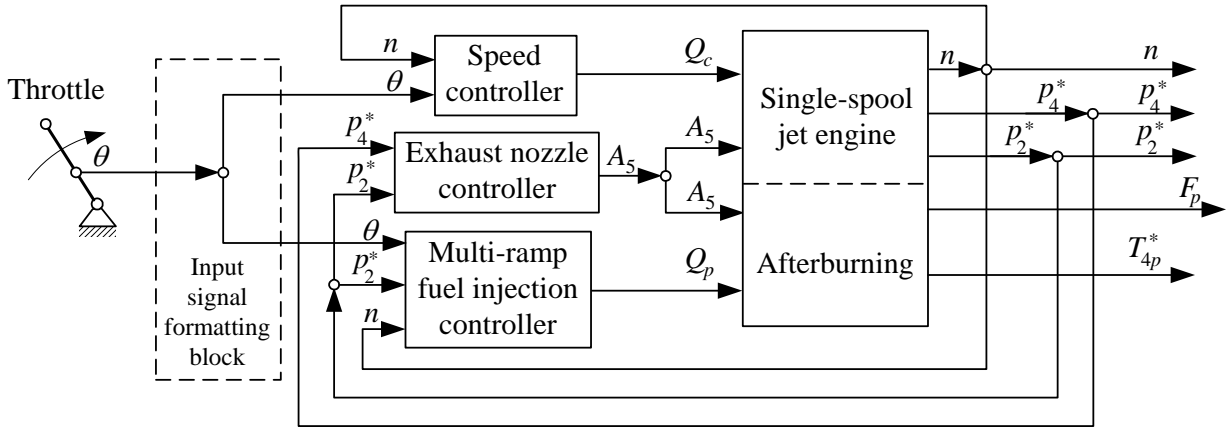 Throttle
θ
Input
signal
formatting
block
n
θ
Speed
controller
Q_c
p_4^*
p_2^*
Exhaust nozzle
controller
A_5
A_5
A_5
θ
p_2^*
n
Multi-ramp
fuel injection
controller
Q_p
Single-spool
jet engine
Afterburning
n
n
p_4^*
p_4^*
p_2^*
p_2^*
F_p
T_{4p}^*